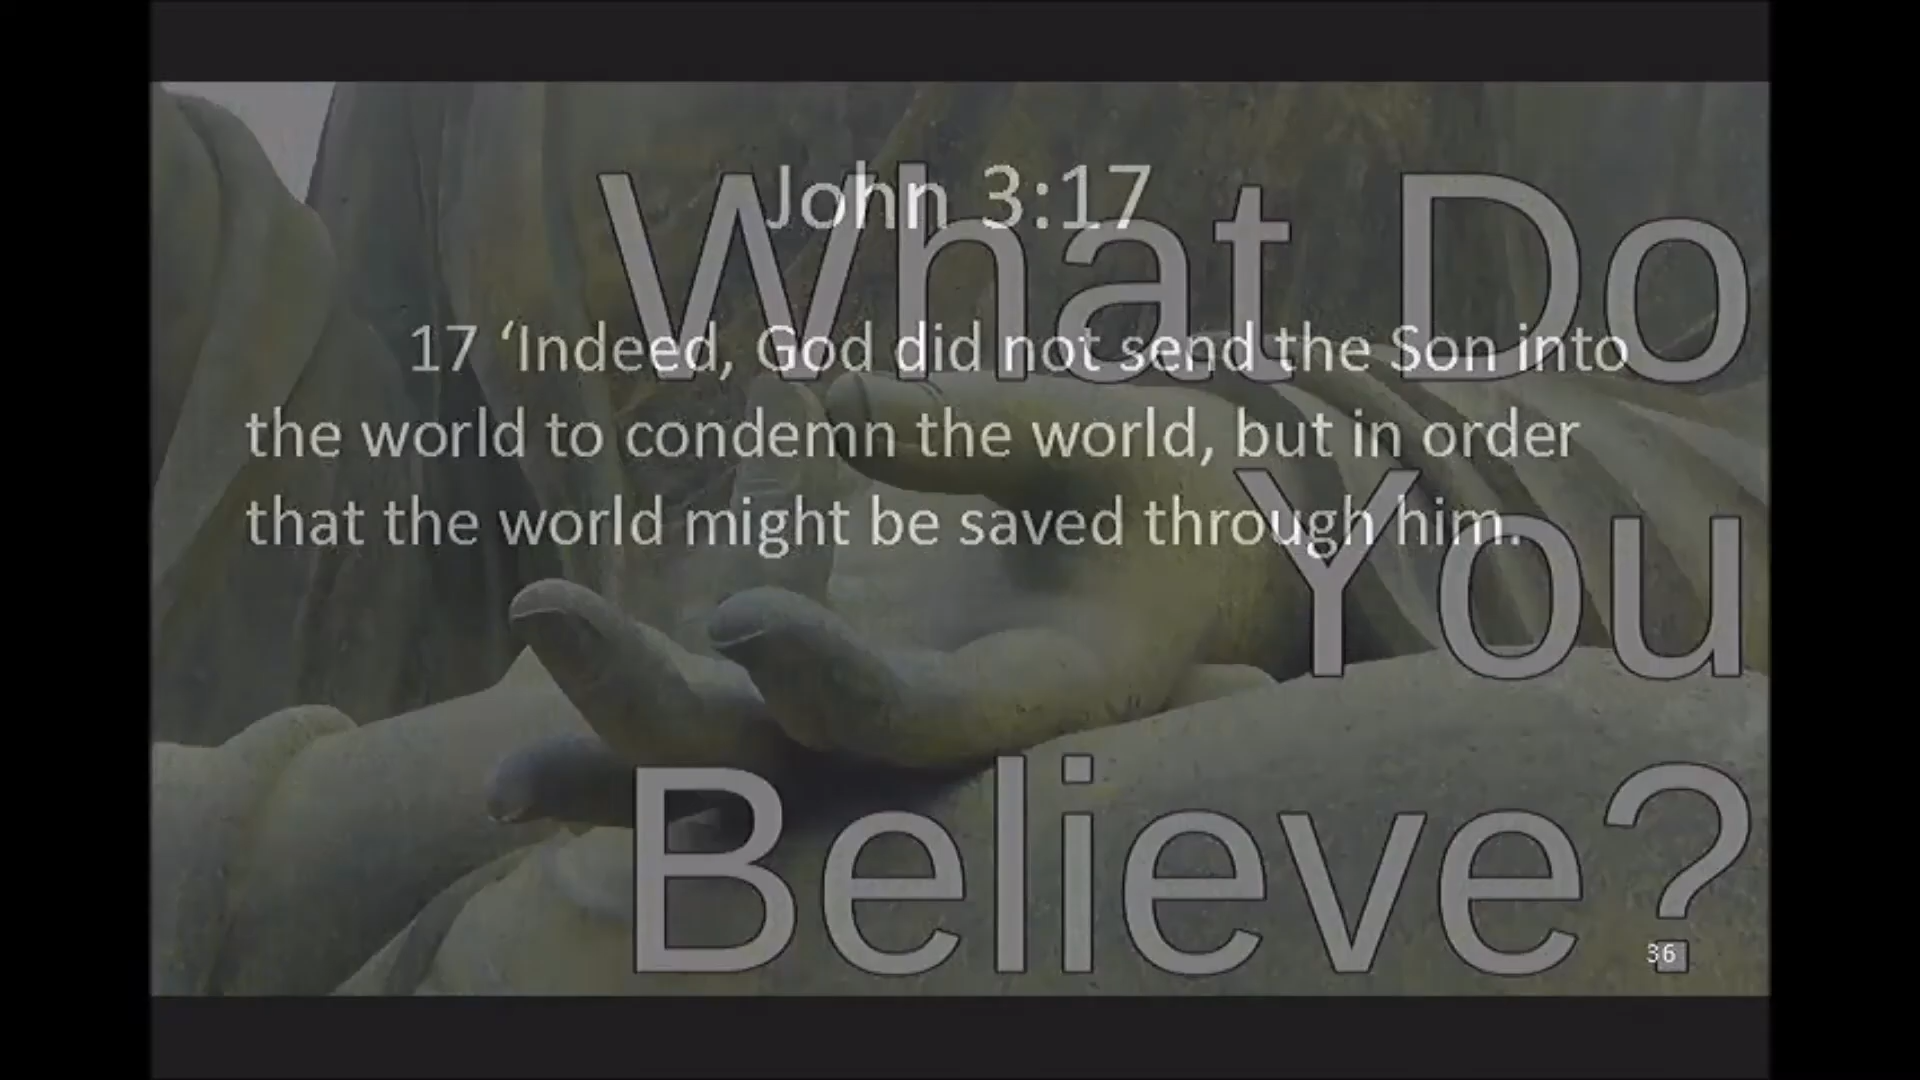 John 3:17
17 ‘Indeed, God did not send the Son into
the world to condemn the world, but in order
that the world might be saved through him.
What Do
You
Believe?
36